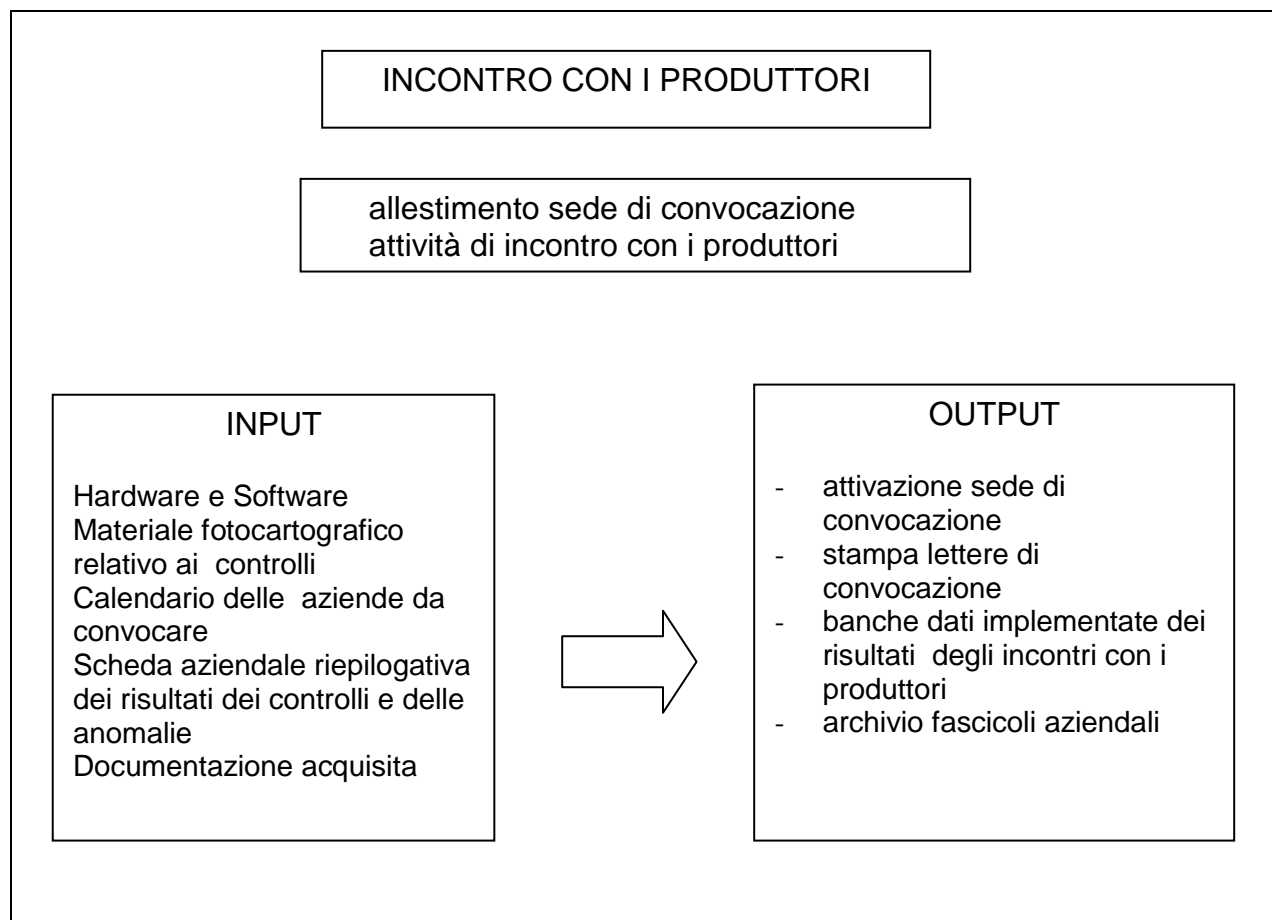 INCONTRO CON I PRODUTTORI
allestimento sede di convocazione
attività di incontro con i produttori
INPUT
Hardware e Software
Materiale fotocartografico
relativo ai controlli
Calendario delle aziende da
convocare
Scheda aziendale riepilogativa
dei risultati dei controlli e delle
anomalie
Documentazione acquisita
OUTPUT
- attivazione sede di
convocazione
- stampa lettere di
convocazione
- banche dati implementate dei
risultati degli incontri con i
produttori
- archivio fascicoli aziendali